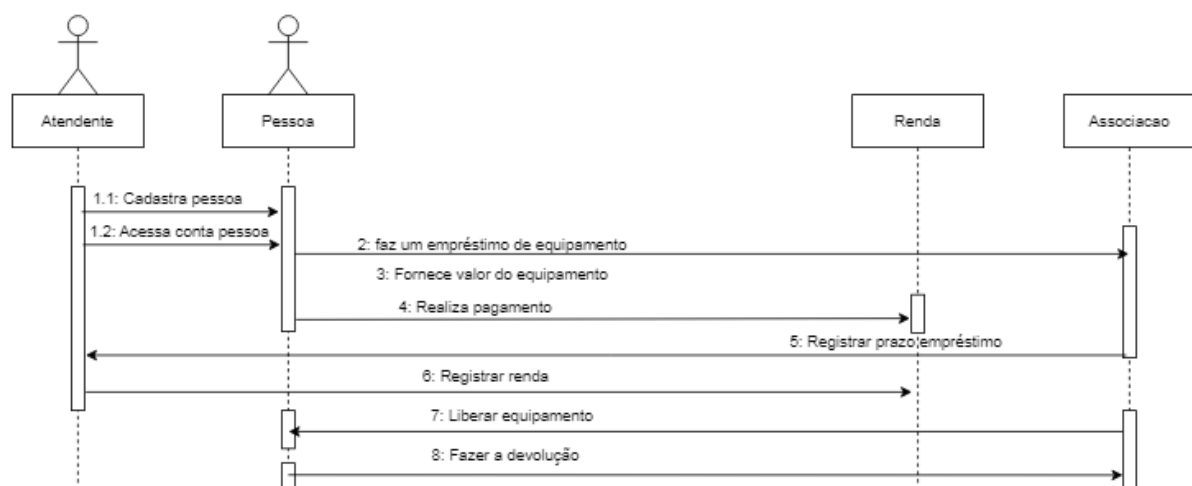 Atendente
Pessoa
Renda
Associacao
1.1: Cadastra pessoa
1.2: Acessa conta pessoa
2: faz um empréstimo de equipamento
3: Fornece valor do equipamento
4: Realiza pagamento
5: Registrar prazo empréstimo
6: Registrar renda
7: Liberar equipamento
8: Fazer a devolução